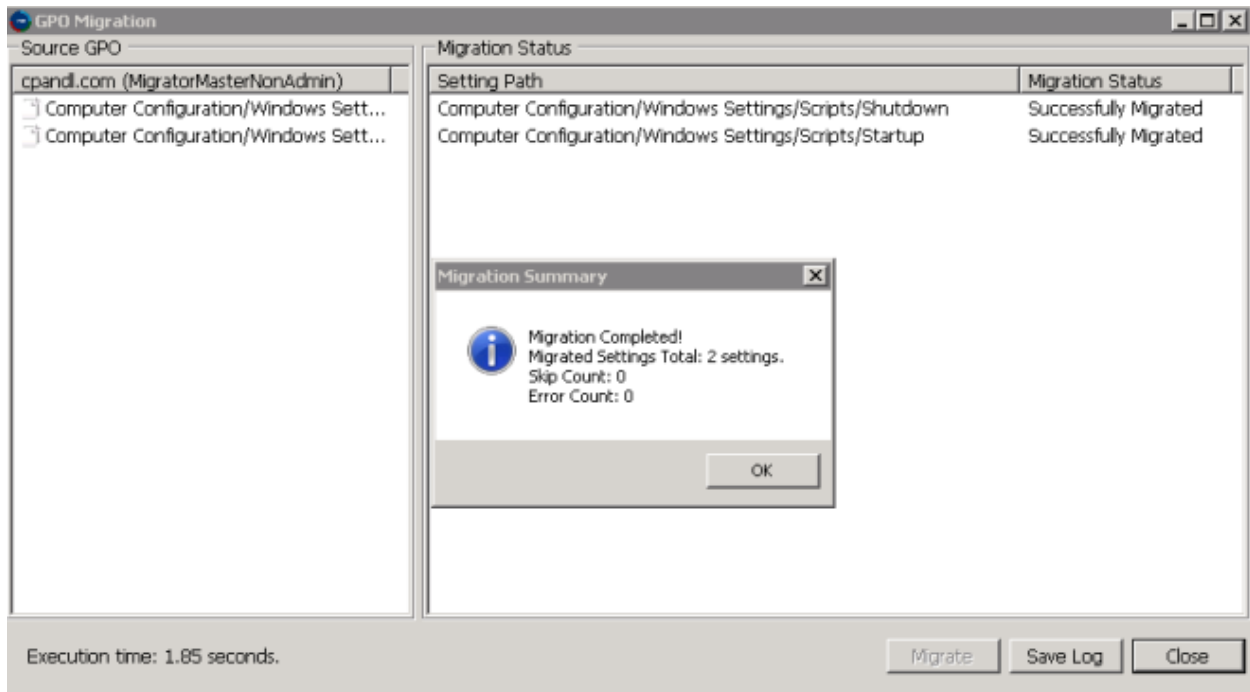 GPO Migration
Source GPO
Migration Status
cpandl.com (MigratorMasterNonAdmin)
Setting Path
Migration Status
Computer Configuration/Windows Sett...
Computer Configuration/Windows Settings/Scripts/Shutdown
Successfully Migrated
Computer Configuration/Windows Sett...
Computer Configuration/Windows Settings/Scripts/Startup
Successfully Migrated
Migration Summary
Migration Completed!
Migrated Settings Total: 2 settings.
Skip Count: 0
Error Count: 0
OK
Execution time: 1.85 seconds.
Migrate
Save Log
Close